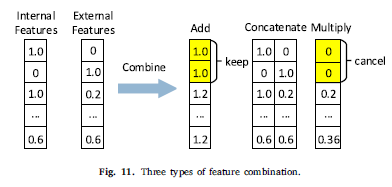 Internal Features
External Features
Add
Concatenate
Multiply
1.0
0
1.0
...
0.6
0
1.0
0.2
...
0.6
Combine
1.0
1.0
1.2
...
1.2
keep
1.0 0
0 1.0
1.0 0.2
... ...
0.6 0.6
0
0
0.2
...
0.36
cancel
Fig. 11. Three types of feature combination.